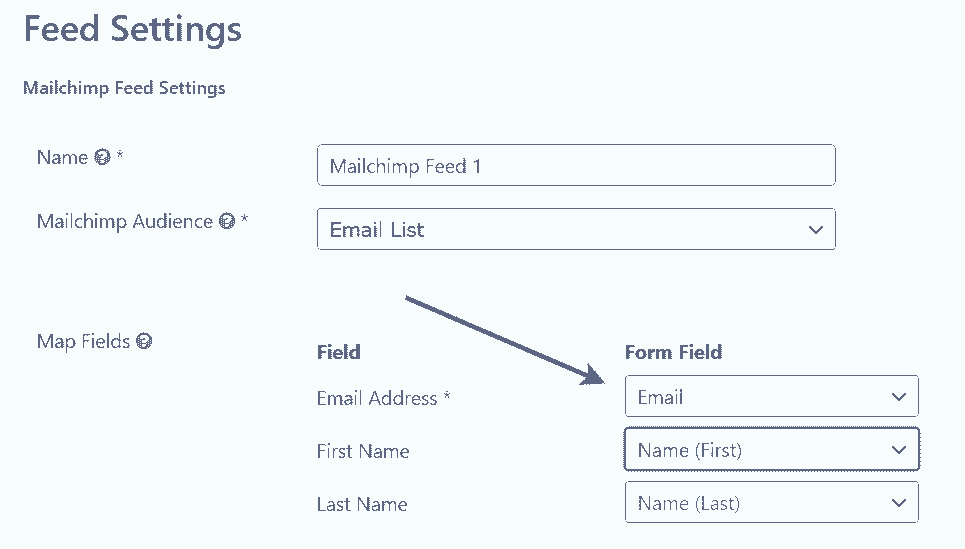 Feed Settings
Mailchimp Feed Settings
Name *
Mailchimp Feed 1
Mailchimp Audience *
Email List
Map Fields
Field Form Field
Email Address * Email
First Name Name (First)
Last Name Name (Last)